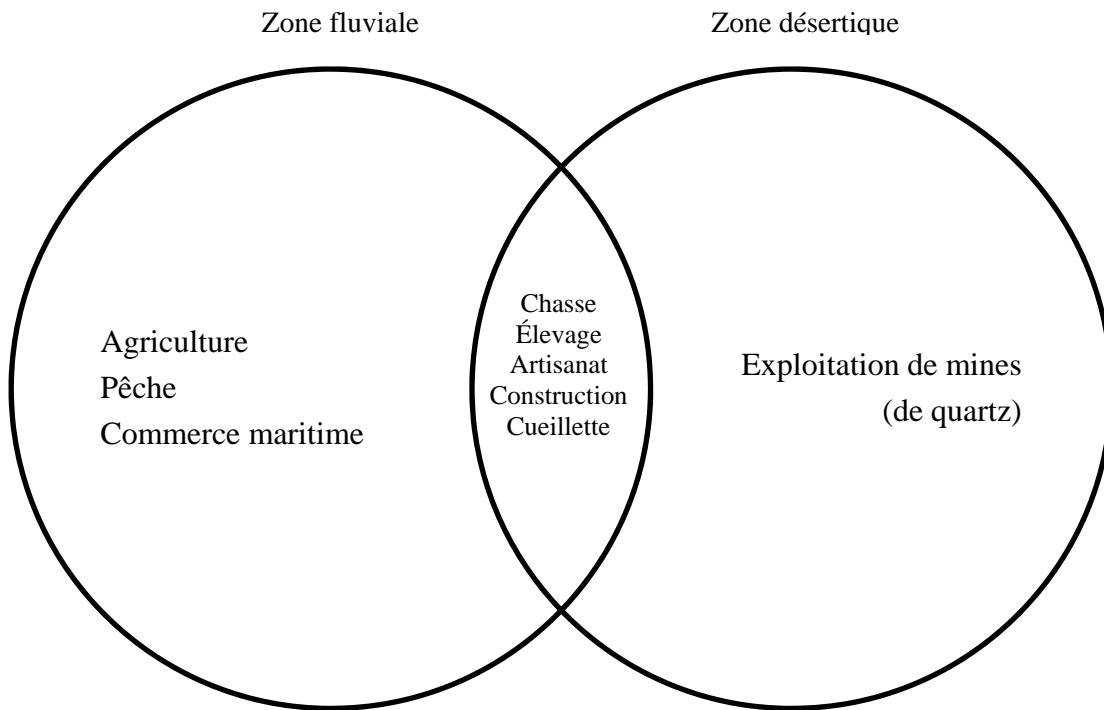 Zone fluviale
Zone désertique
Agriculture
Pêche
Commerce maritime
Chasse
Élevage
Artisanat
Construction
Cueillette
Exploitation de mines
(de quartz)